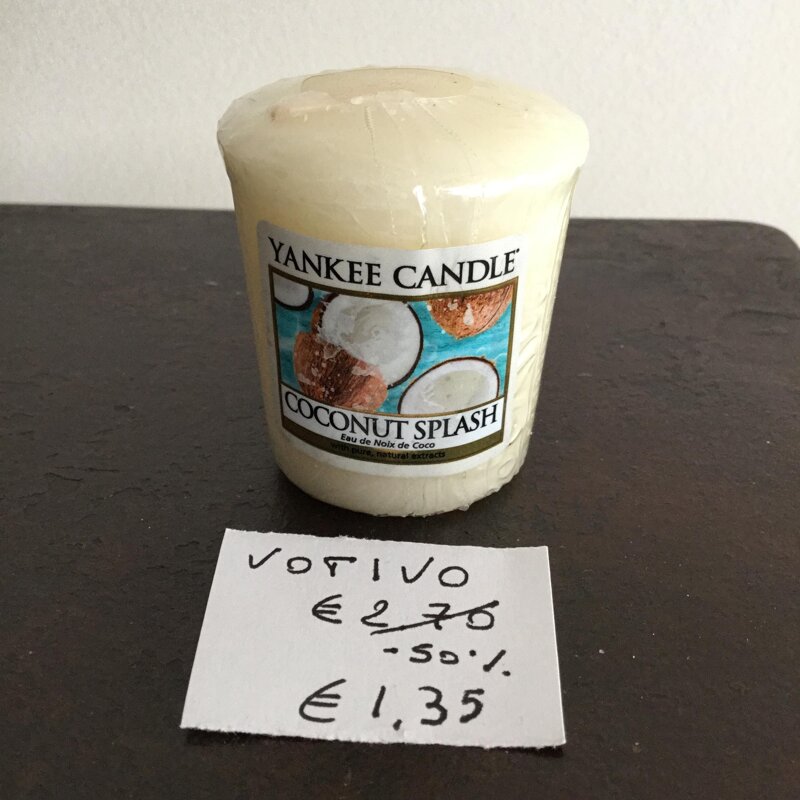 YANKEE CANDLE
COCONUT SPLASH
Eau de Noix de Coco
with pure, natural extracts
VOTIVO
€ 2,70
-50%
€ 1,35